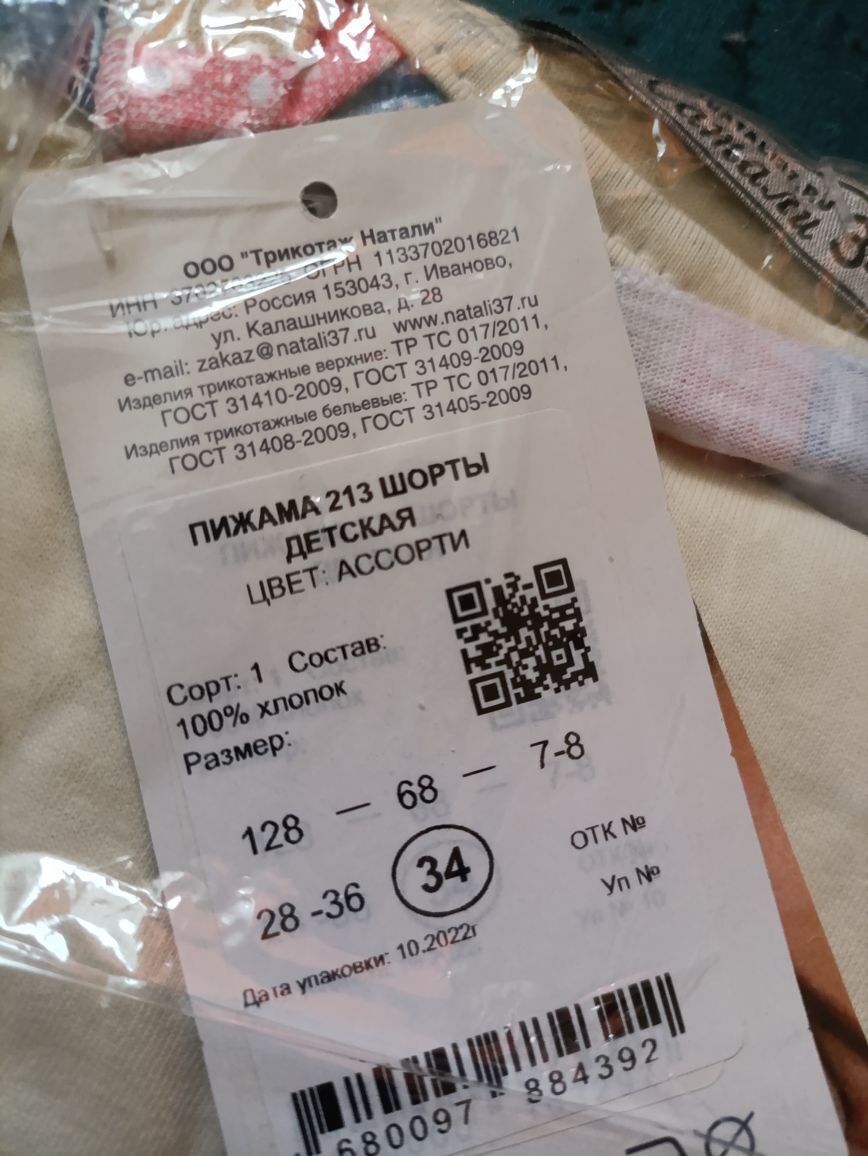 ООО "Трикотаж Натали"
ИНН ОГРН 1133702016821
Юр. адрес: Россия 153043, г. Иваново,
ул. Калашникова, д. 28
e-mail: zakaz@natali37.ru www.natali37.ru
Изделия трикотажные верхние: ТР ТС 017/2011,
ГОСТ 31410-2009, ГОСТ 31409-2009
Изделия трикотажные бельевые: ТР ТС 017/2011,
ГОСТ 31408-2009, ГОСТ 31405-2009
ПИЖАМА 213 ШОРТЫ
ДЕТСКАЯ
ЦВЕТ: АССОРТИ
Сорт: 1 Состав:
100% хлопок
Размер:
128 — 68 — 7-8
28 -36 34
ОТК №
Уп №
Дата упаковки: 10.2022г
680097 884392